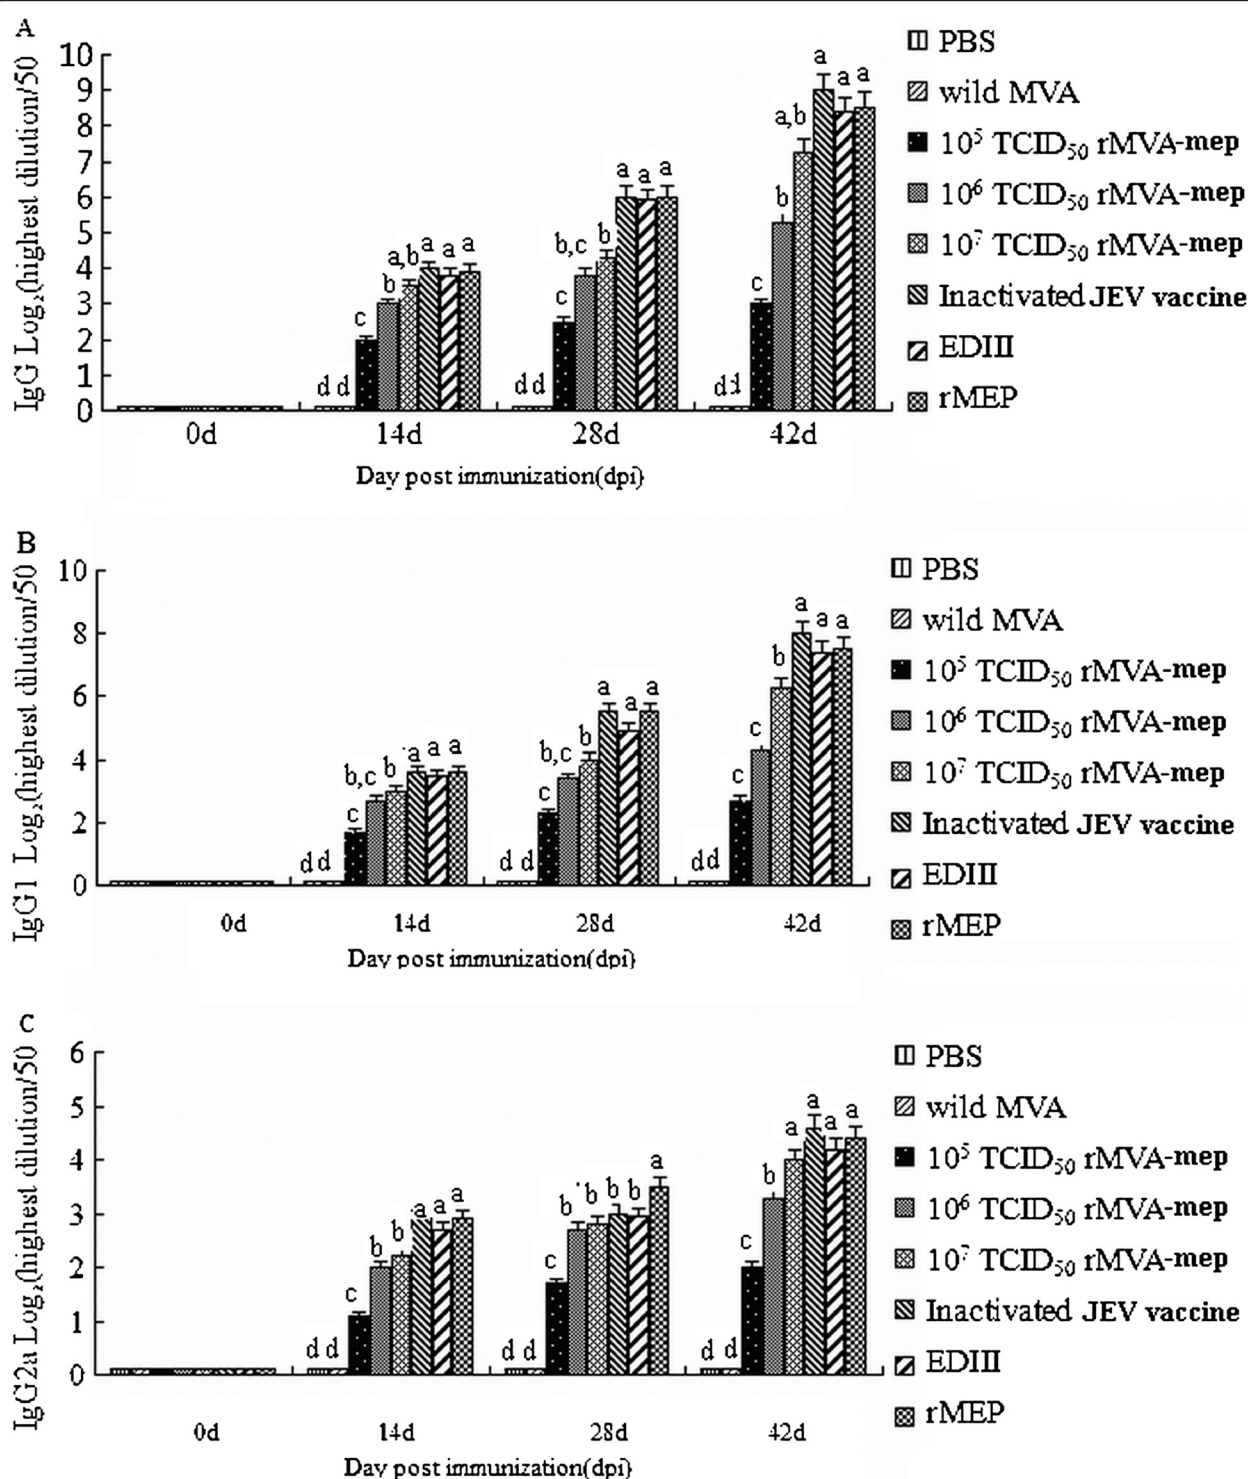 A
IgG Log₂(highest dilution/50
10
9
8
7
6
5
4
3
2
1
0
d d c b a,b a a a
d d c b,c b a a a
d d c b a,b a a a
0d 14d 28d 42d
Day post immunization(dpi)
PBS
wild MVA
10⁵ TCID₅₀ rMVA-mep
10⁶ TCID₅₀ rMVA-mep
10⁷ TCID₅₀ rMVA-mep
Inactivated JEV vaccine
EDIII
rMEP
B
IgG1 Log₂(highest dilution/50
10
8
6
4
2
0
d d c b,c b a a a
d d c b,c b a a a
d d c c b a a a
0d 14d 28d 42d
Day post immunization(dpi)
PBS
wild MVA
10⁵ TCID₅₀ rMVA-mep
10⁶ TCID₅₀ rMVA-mep
10⁷ TCID₅₀ rMVA-mep
Inactivated JEV vaccine
EDIII
rMEP
C
IgG2a Log₂(highest dilution/50
6
5
4
3
2
1
0
d d c b b a a a
d d c b b b b a
d d c b a a a a
0d 14d 28d 42d
Day post immunization(dpi)
PBS
wild MVA
10⁵ TCID₅₀ rMVA-mep
10⁶ TCID₅₀ rMVA-mep
10⁷ TCID₅₀ rMVA-mep
Inactivated JEV vaccine
EDIII
rMEP